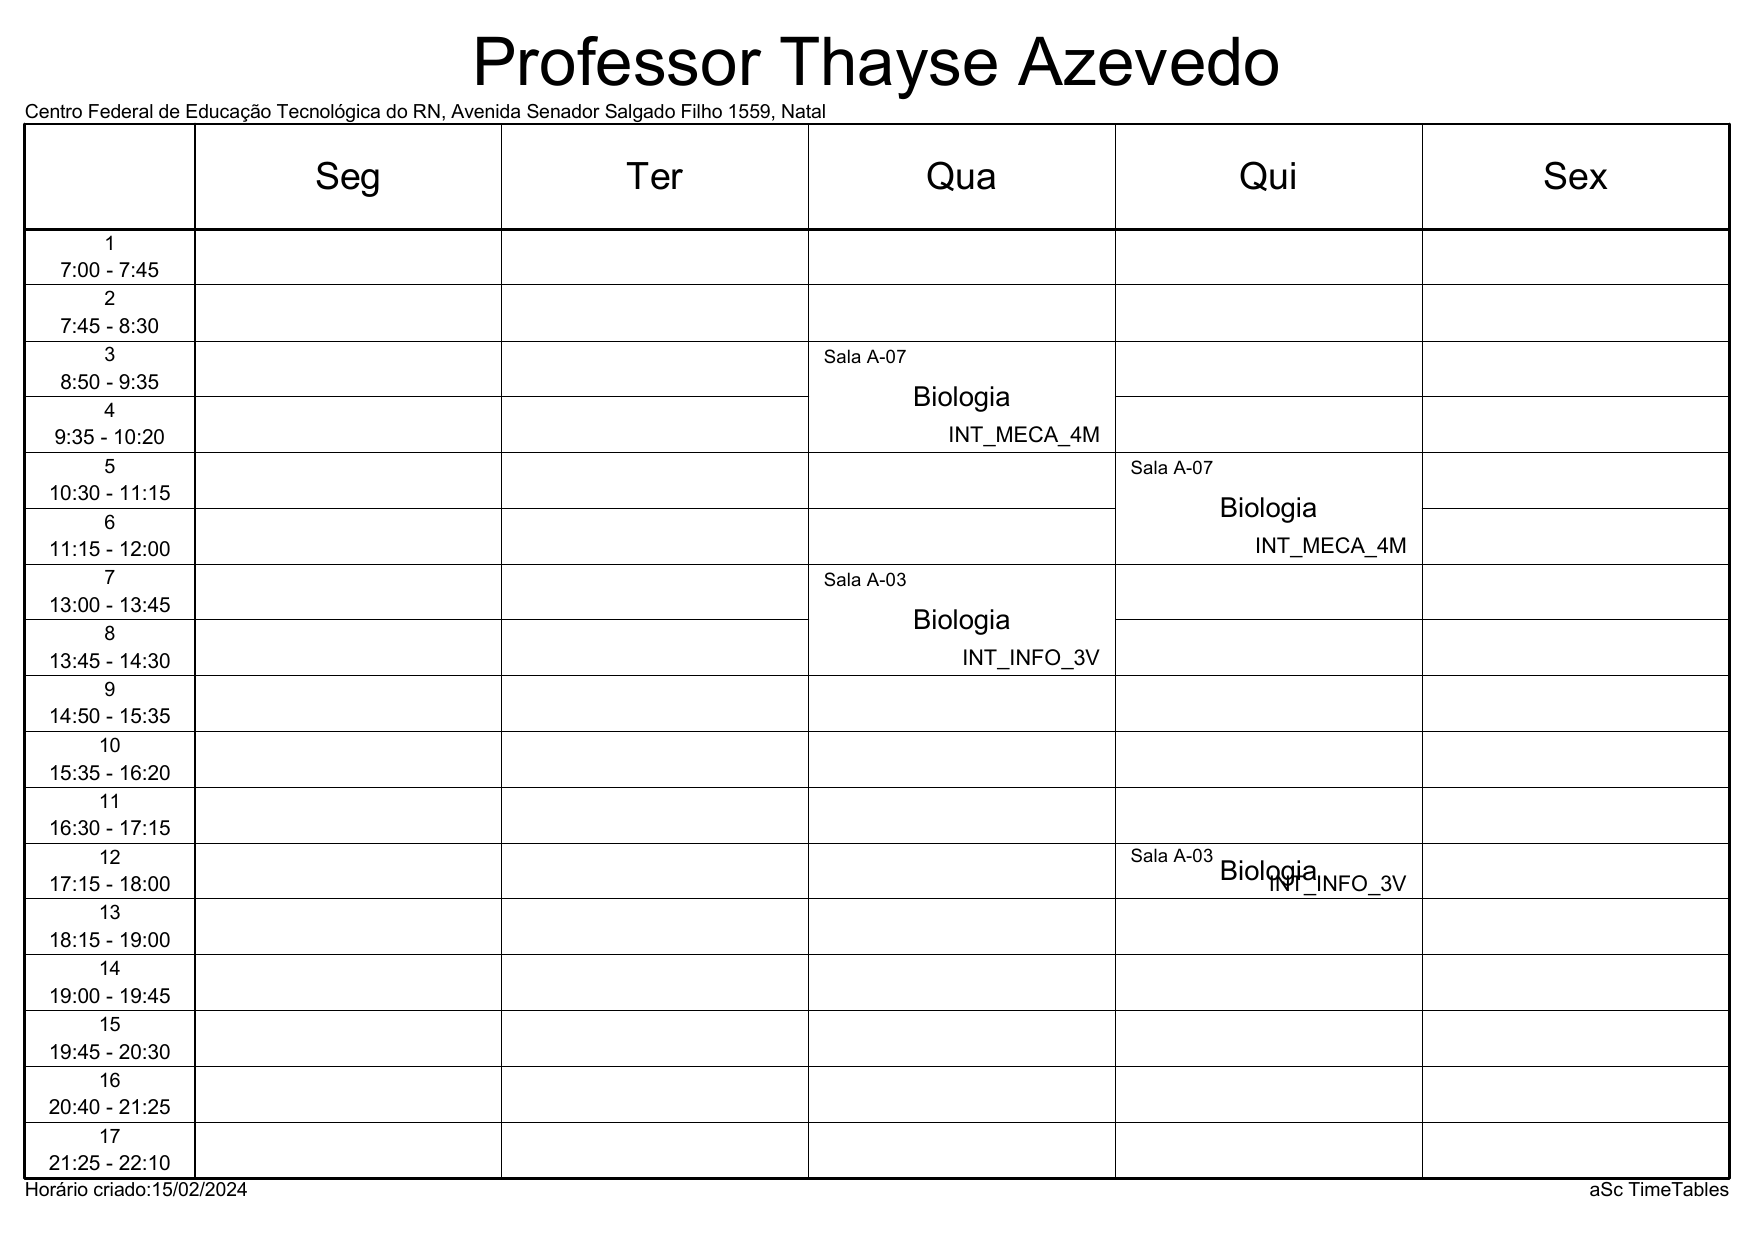 Professor Thayse Azevedo
Centro Federal de Educação Tecnológica do RN, Avenida Senador Salgado Filho 1559, Natal
Seg Ter Qua Qui Sex
1
7:00 - 7:45
2
7:45 - 8:30
3
8:50 - 9:35
Sala A-07
Biologia
INT_MECA_4M
4
9:35 - 10:20
5
10:30 - 11:15
Sala A-07
Biologia
INT_MECA_4M
6
11:15 - 12:00
7
13:00 - 13:45
Sala A-03
Biologia
INT_INFO_3V
8
13:45 - 14:30
9
14:50 - 15:35
10
15:35 - 16:20
11
16:30 - 17:15
12
17:15 - 18:00
Sala A-03
Biologia
INT_INFO_3V
13
18:15 - 19:00
14
19:00 - 19:45
15
19:45 - 20:30
16
20:40 - 21:25
17
21:25 - 22:10
Horário criado:15/02/2024
aSc TimeTables